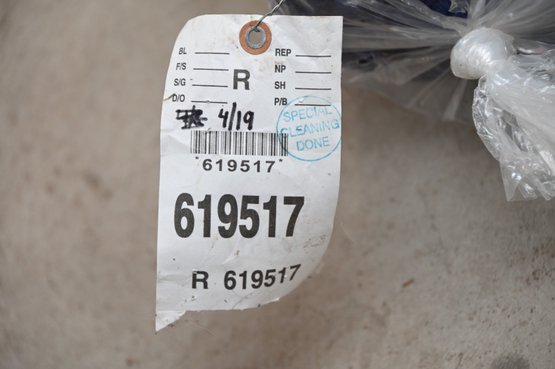 BL REP
F/S NP
S/G R SH
D/O P/B
4/19
SPECIAL
CLEANING
DONE
*619517*
619517
R 619517